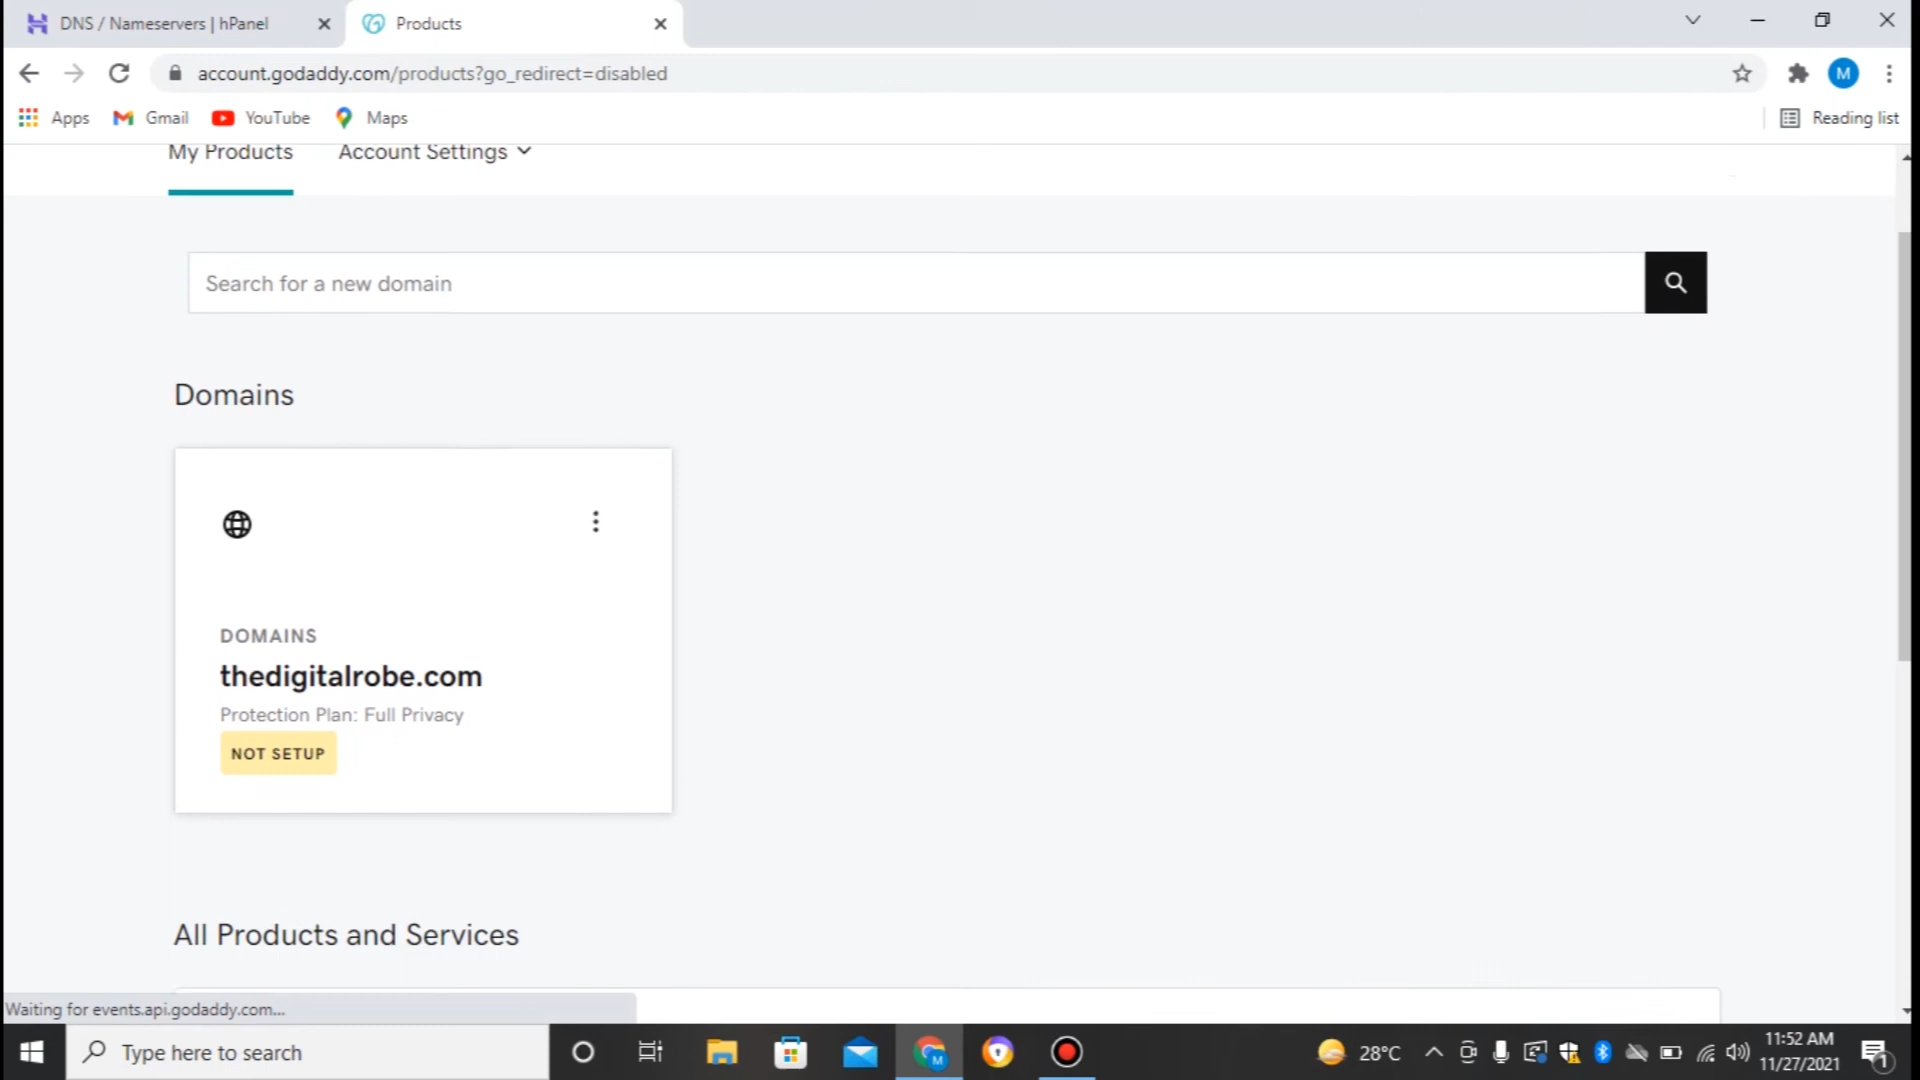 DNS / Nameservers | hPanel
Products
account.godaddy.com/products?go_redirect=disabled
M
Apps
Gmail
YouTube
Maps
Reading list
My Products
Account Settings
Search for a new domain
Domains
DOMAINS
thedigitalrobe.com
Protection Plan: Full Privacy
NOT SETUP
All Products and Services
Waiting for events.api.godaddy.com...
Type here to search
M
28°C
11:52 AM
11/27/2021
1